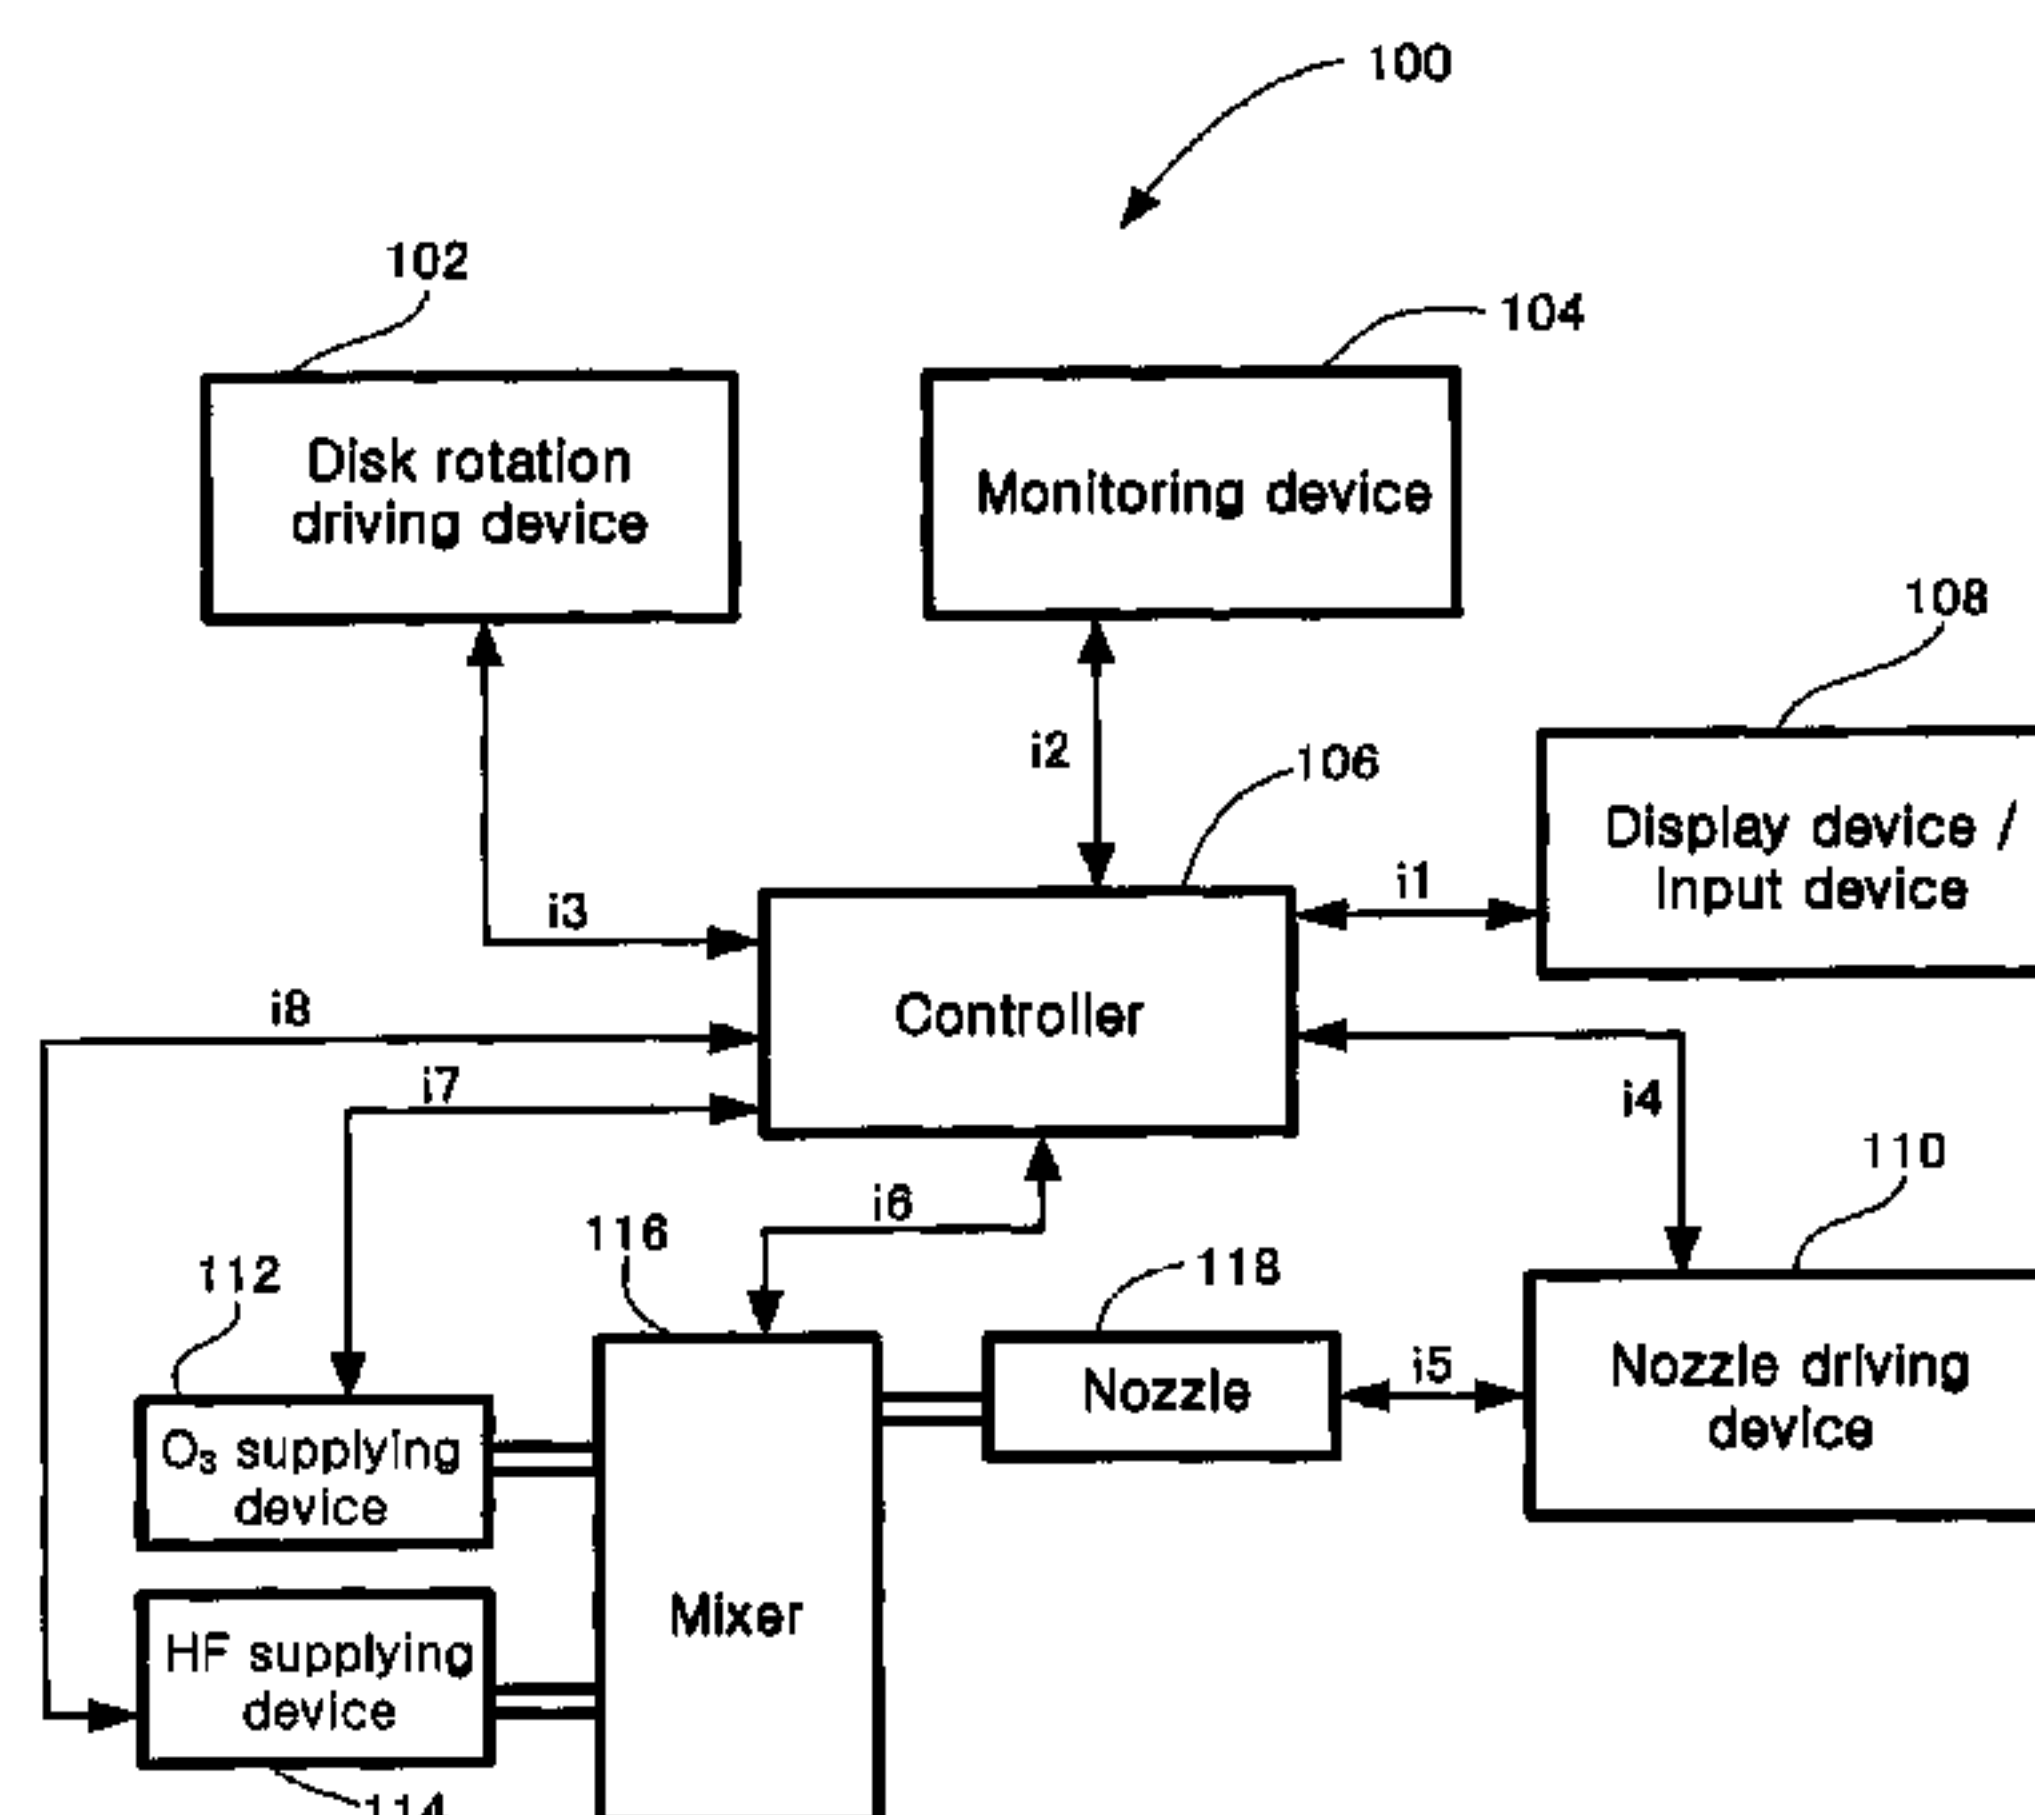 100
102
104
Disk rotation
driving device
Monitoring device
108
i2
106
Display device /
Input device
i1
i3
i8
Controller
i7
i4
110
i6
116
118
112
Nozzle driving
device
Nozzle
i5
O₃ supplying
device
Mixer
HF supplying
device
114